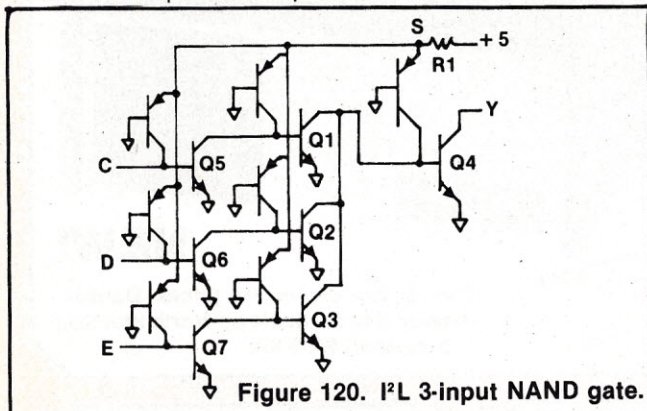 S
+5
R1
Y
Q1
Q4
C
Q5
Q2
D
Q6
Q3
E
Q7
Figure 120. I²L 3-input NAND gate.